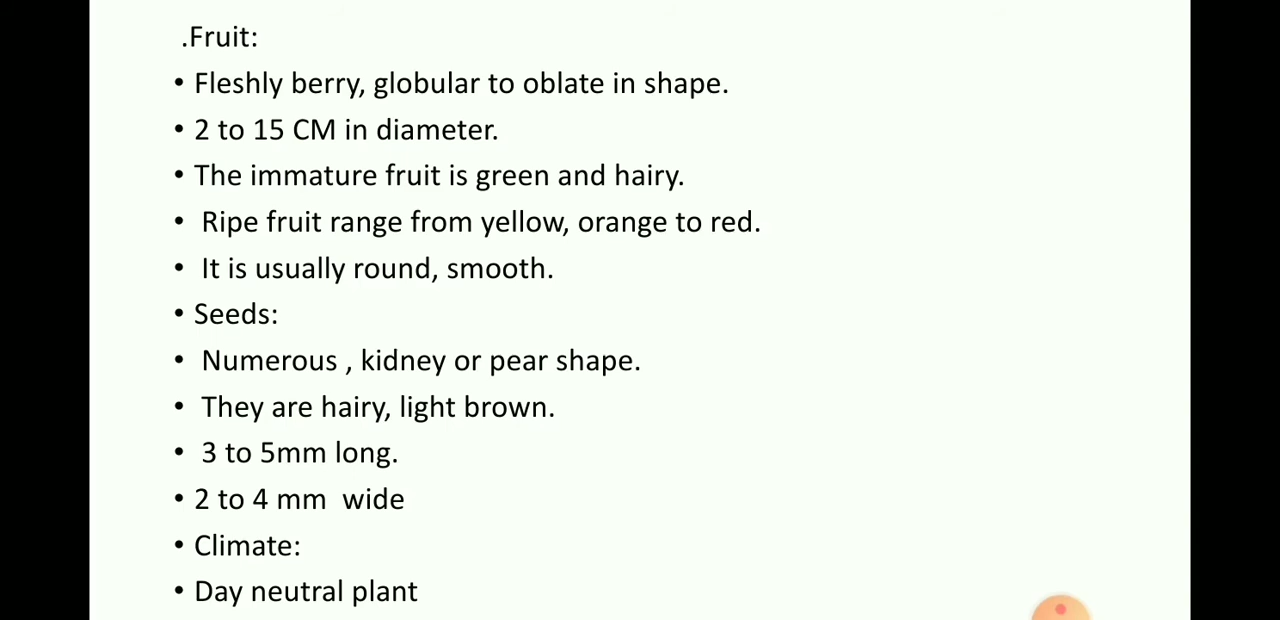 .Fruit:
• Fleshly berry, globular to oblate in shape.
• 2 to 15 CM in diameter.
• The immature fruit is green and hairy.
• Ripe fruit range from yellow, orange to red.
• It is usually round, smooth.
• Seeds:
• Numerous , kidney or pear shape.
• They are hairy, light brown.
• 3 to 5mm long.
• 2 to 4 mm  wide
• Climate:
• Day neutral plant